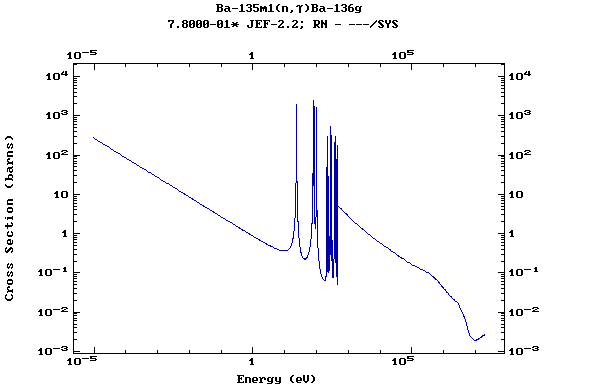 Ba-135m1(n,γ)Ba-136g
7.8000-01* JEF-2.2; RN - ---/SYS
10⁻⁵ 1 10⁵
10⁴ 10⁴
10³ 10³
10² 10²
10 10
1 1
10⁻¹ 10⁻¹
10⁻² 10⁻²
10⁻³ 10⁻³
10⁻⁵ 1 10⁵
Cross Section (barns)
Energy (eV)